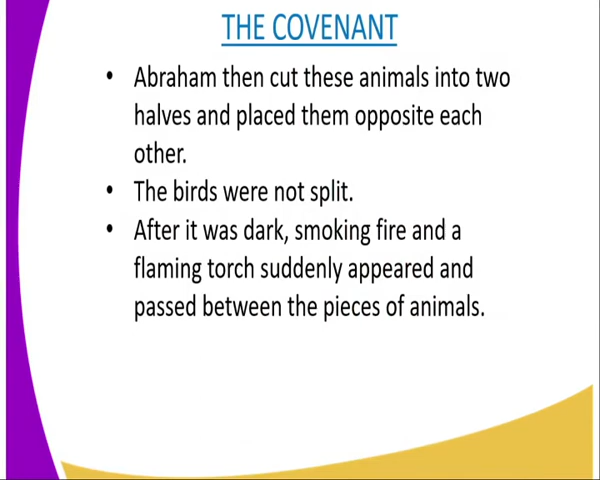 THE COVENANT
• Abraham then cut these animals into two
halves and placed them opposite each
other.
• The birds were not split.
• After it was dark, smoking fire and a
flaming torch suddenly appeared and
passed between the pieces of animals.